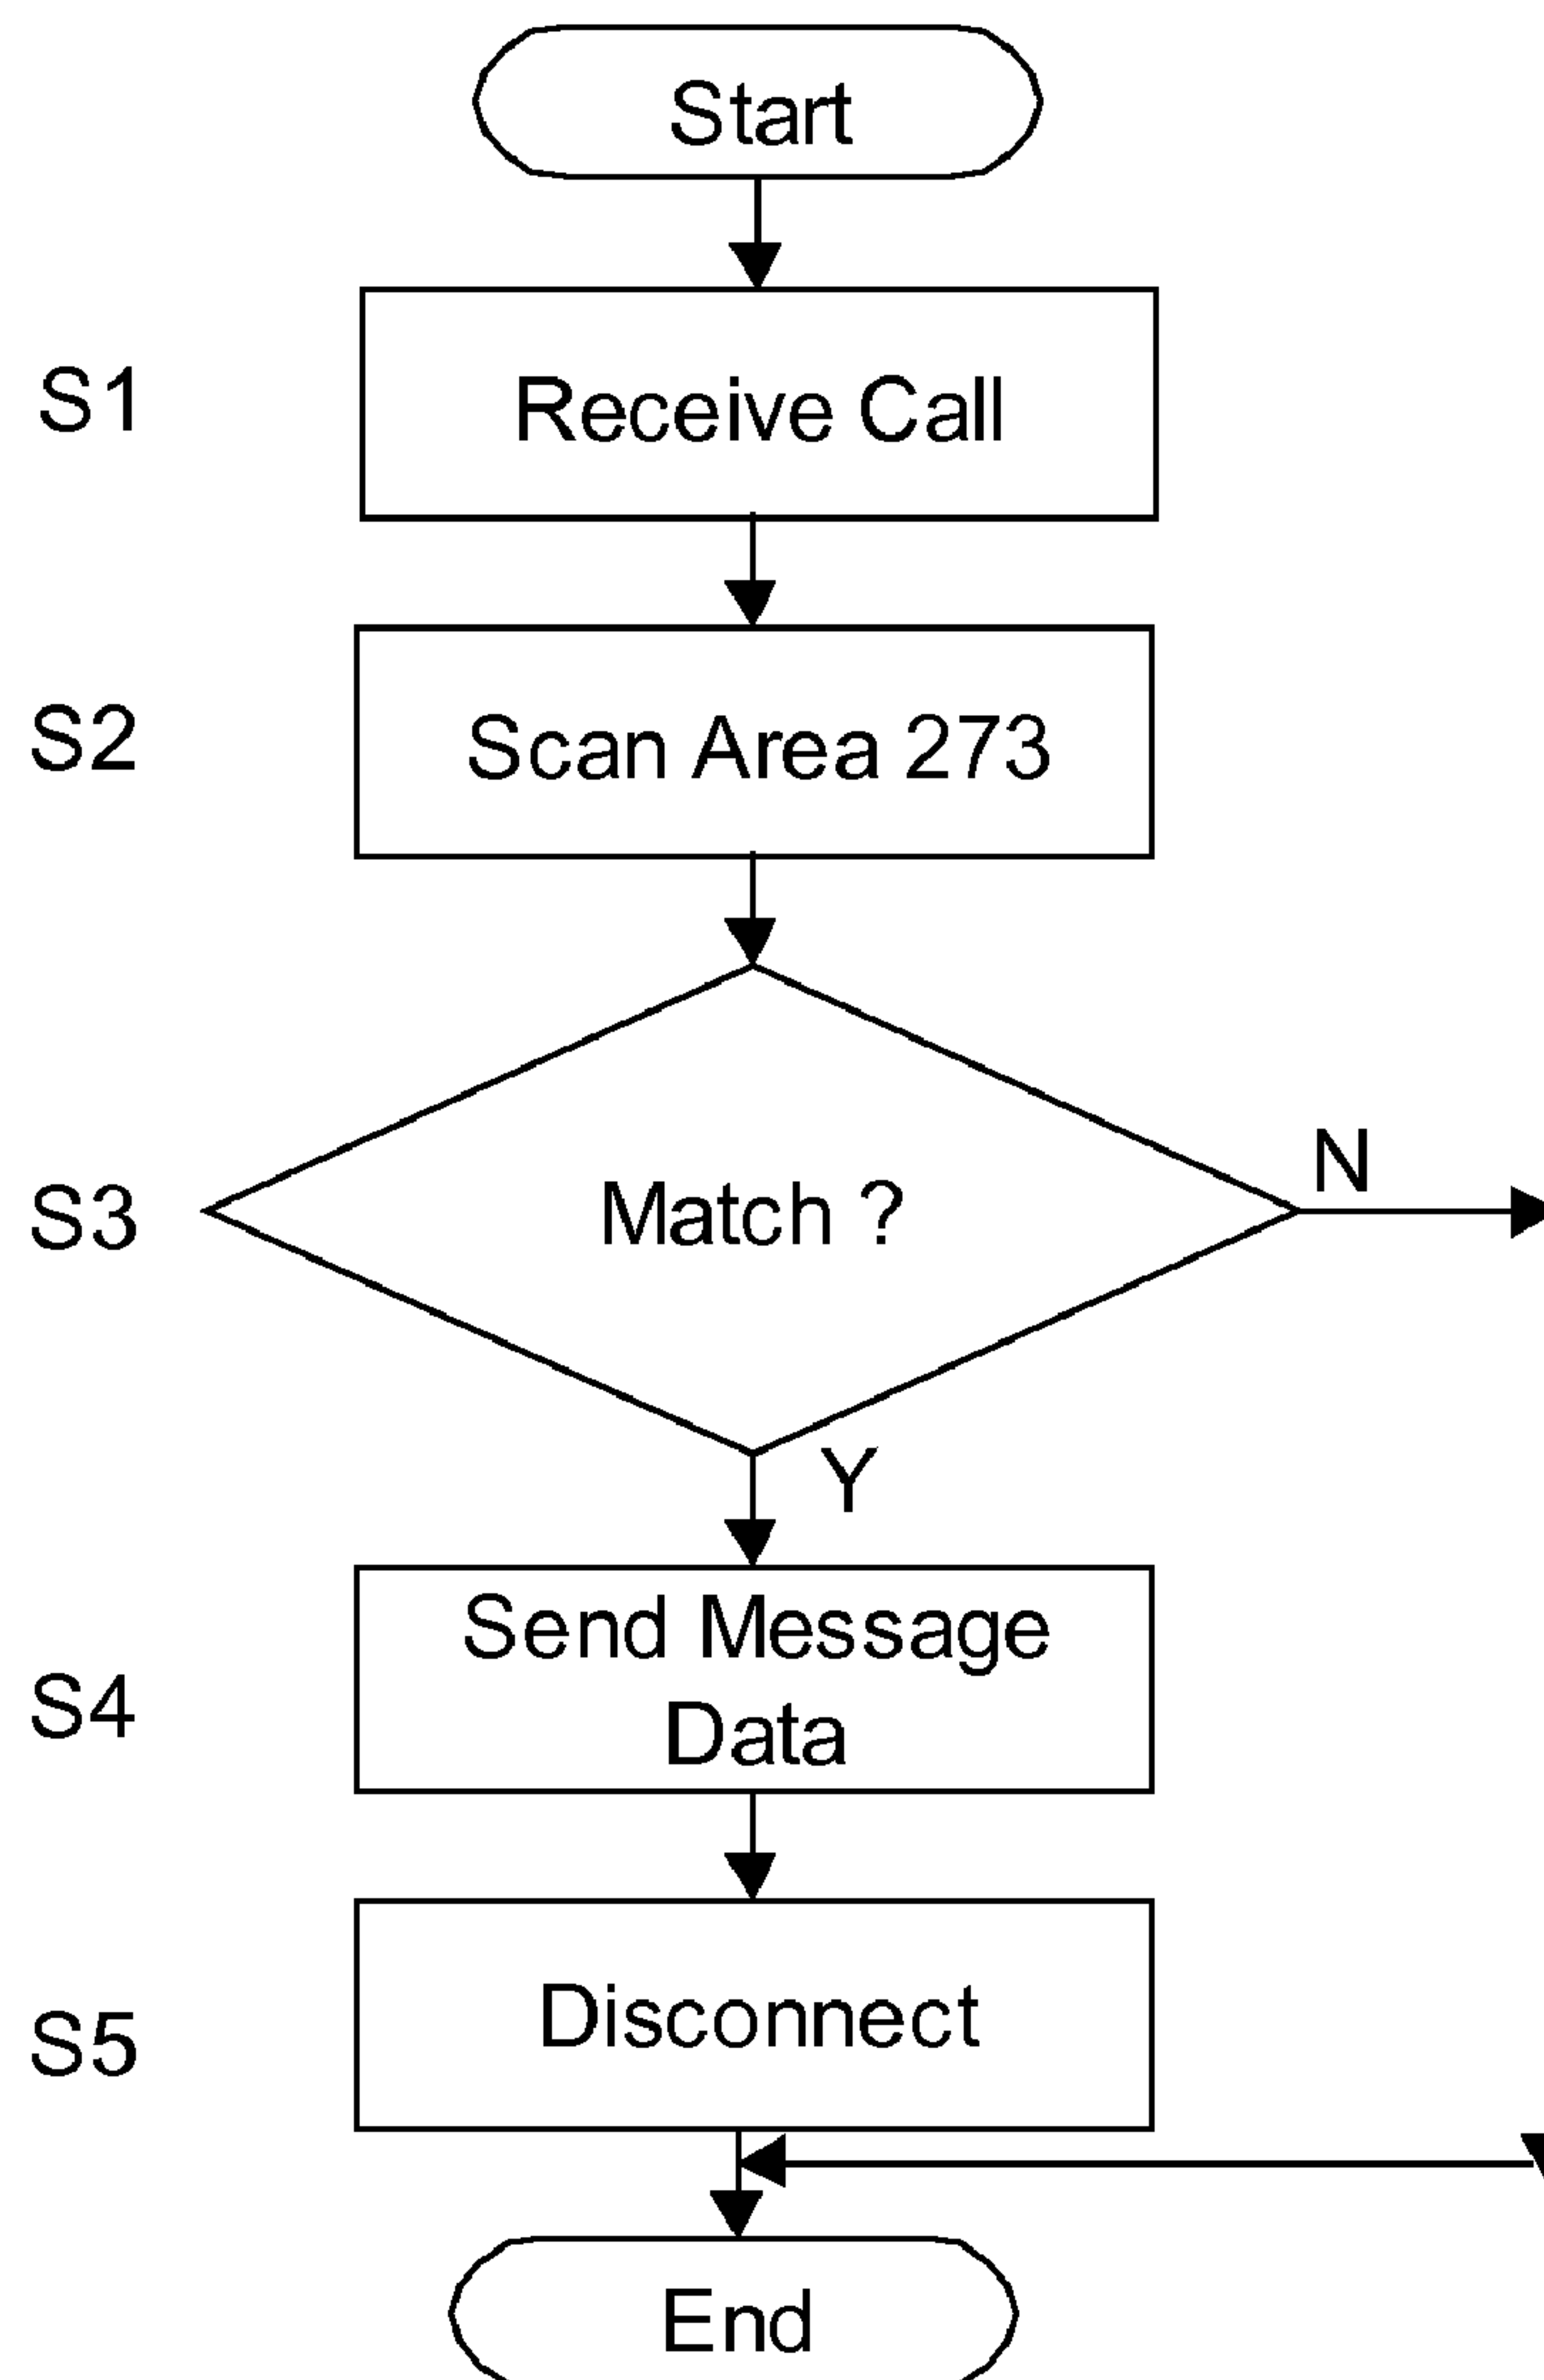 Start
S1
Receive Call
S2
Scan Area 273
S3
Match ?
N
Y
S4
Send Message
Data
S5
Disconnect
End